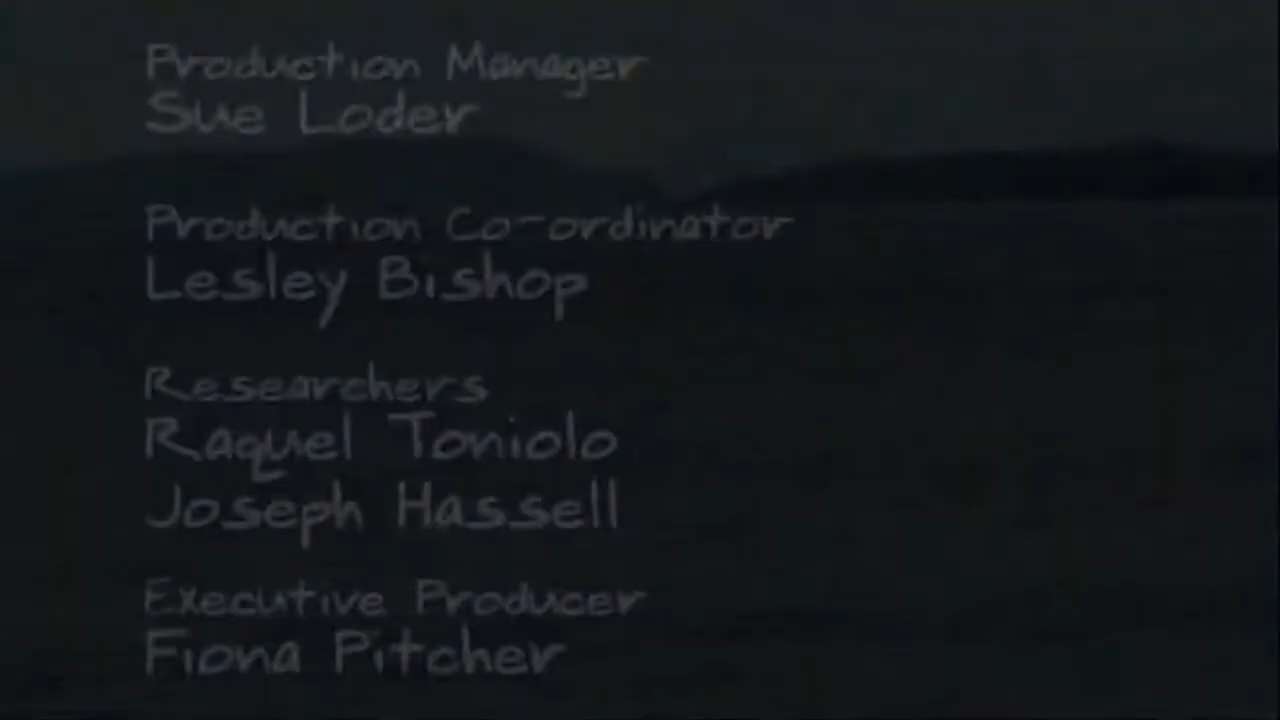 Production Manager
Sue Loder
Production Co-ordinator
Lesley Bishop
Researchers
Raquel Toniolo
Joseph Hassell
Executive Producer
Fiona Pitcher